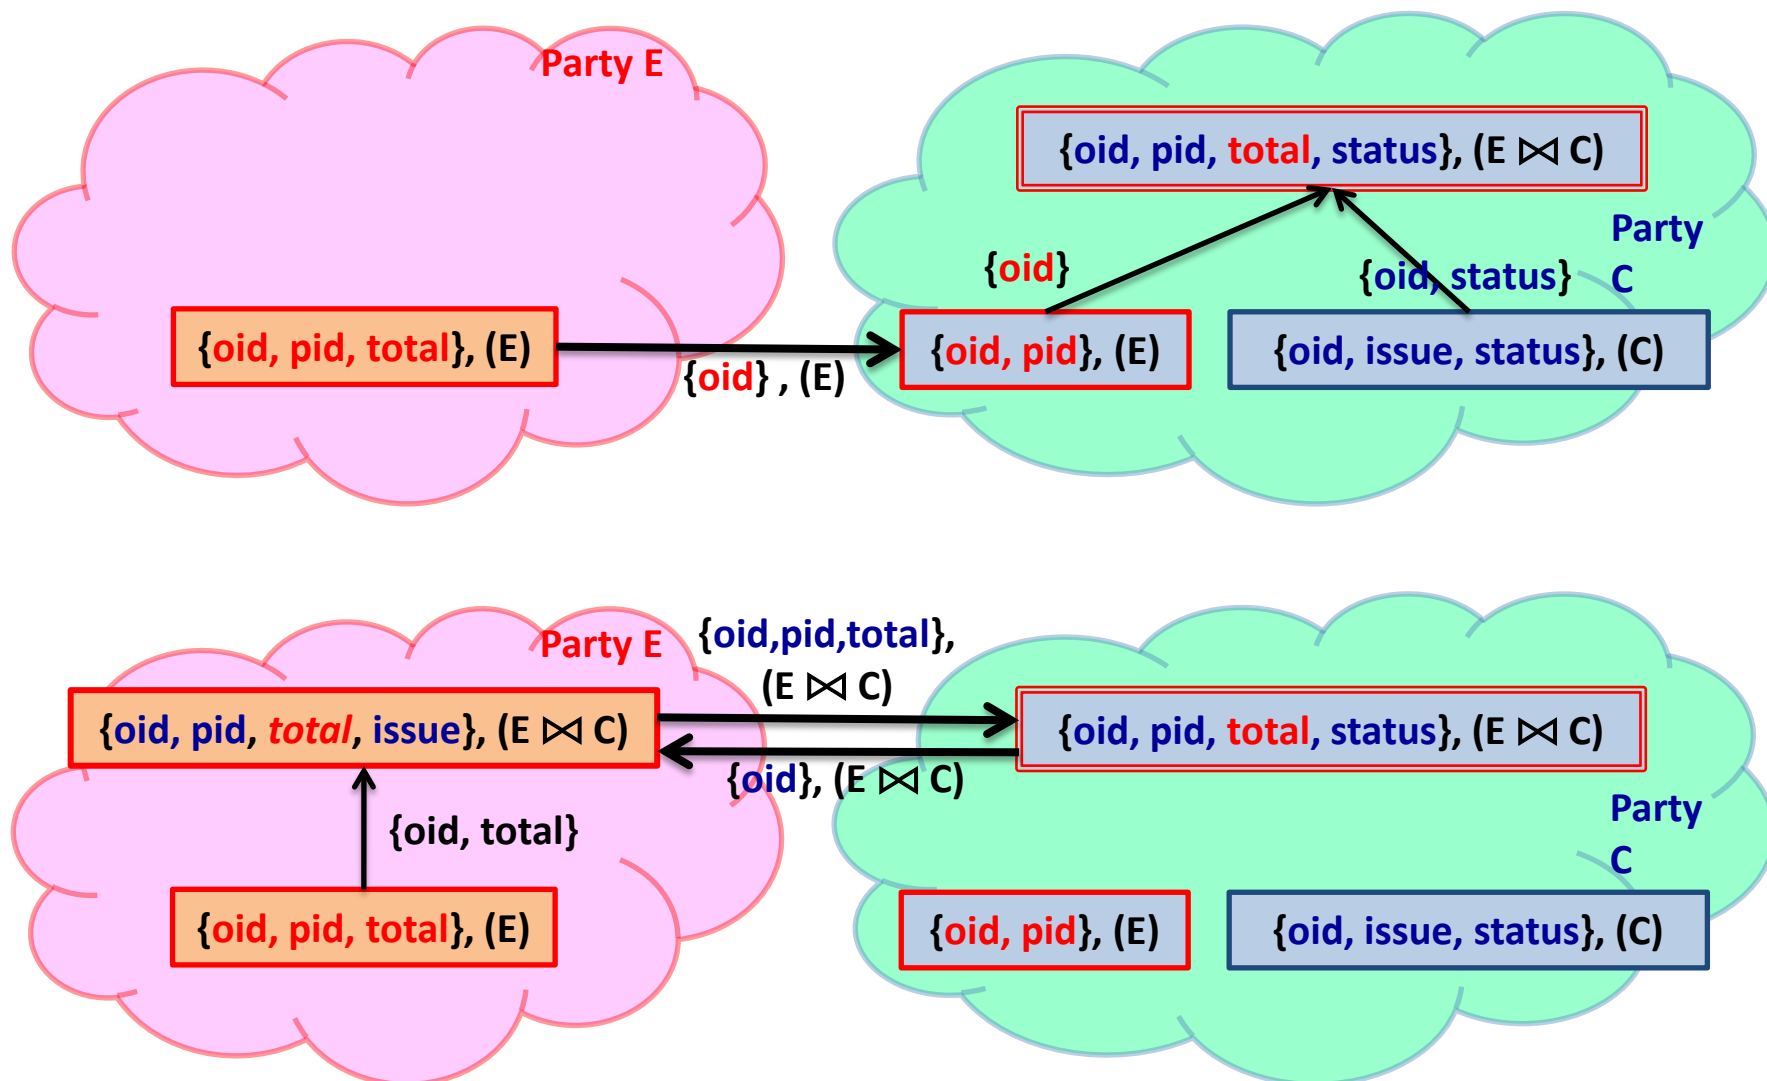 Party E
{oid, pid, total, status}, (E ⋈ C)
Party
C
{oid}
{oid, status}
{oid, pid, total}, (E)
{oid} , (E)
{oid, pid}, (E)
{oid, issue, status}, (C)
Party E
{oid,pid,total},
(E ⋈ C)
{oid, pid, total, issue}, (E ⋈ C)
{oid, pid, total, status}, (E ⋈ C)
{oid}, (E ⋈ C)
Party
C
{oid, total}
{oid, pid, total}, (E)
{oid, pid}, (E)
{oid, issue, status}, (C)